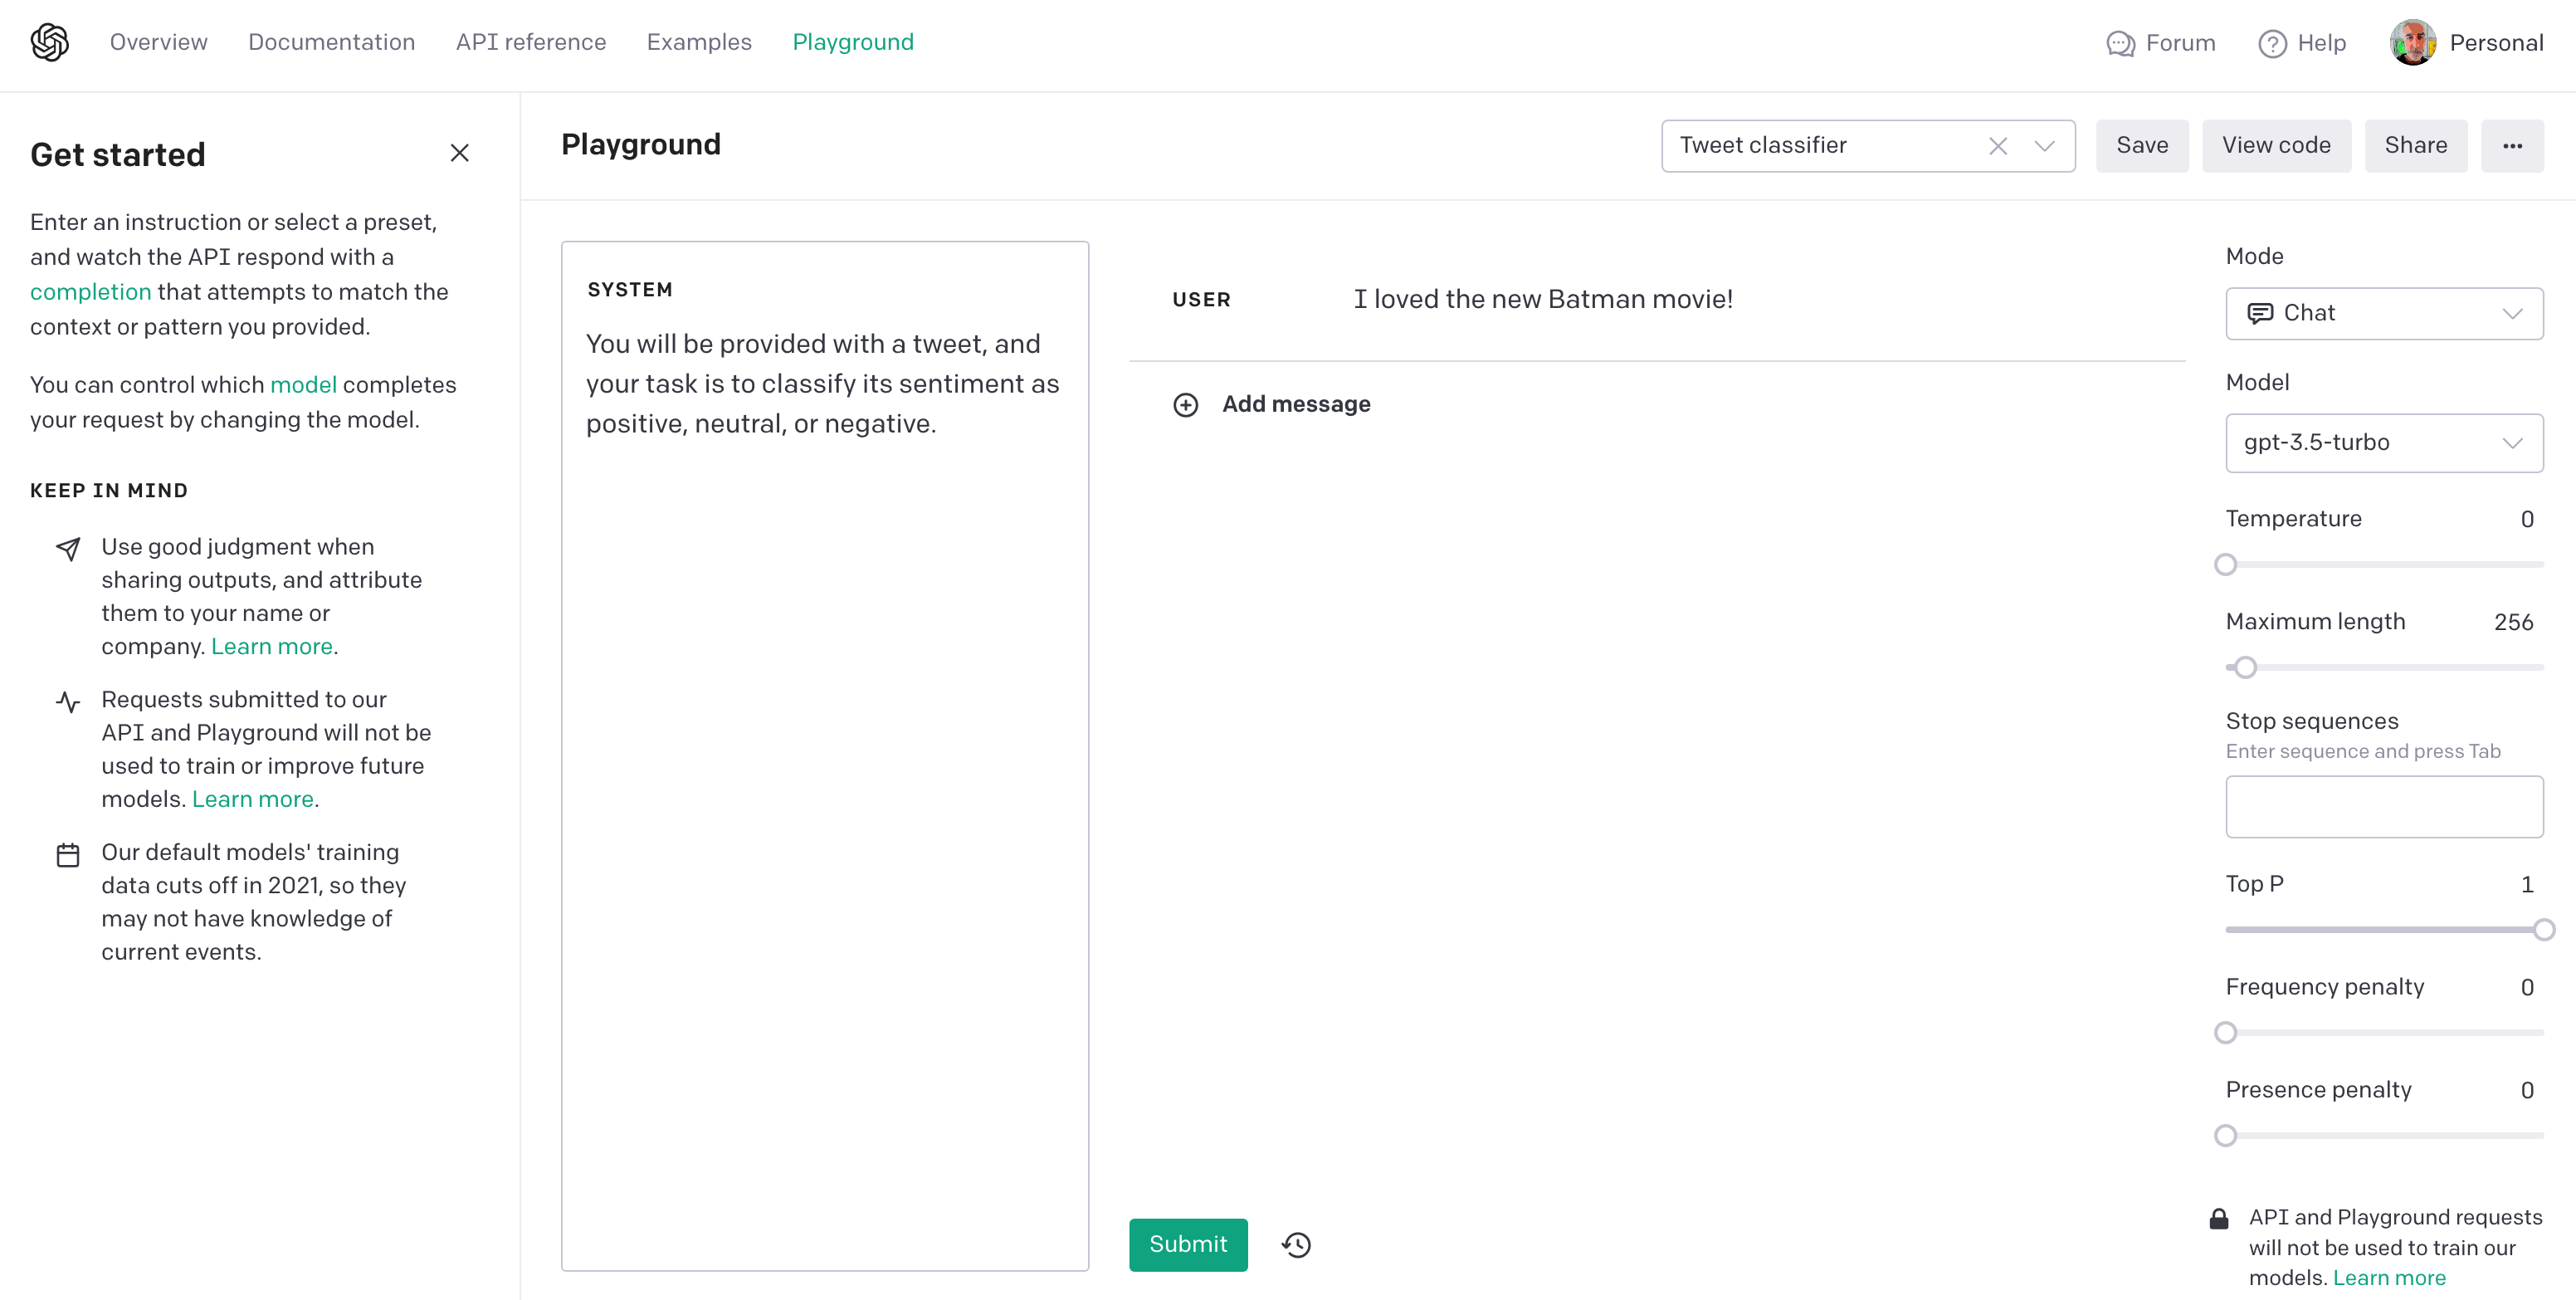 Overview Documentation API reference Examples Playground Forum Help Personal
Get started
Enter an instruction or select a preset,
and watch the API respond with a
completion that attempts to match the
context or pattern you provided.
You can control which model completes
your request by changing the model.
KEEP IN MIND
Use good judgment when
sharing outputs, and attribute
them to your name or
company. Learn more.
Requests submitted to our
API and Playground will not be
used to train or improve future
models. Learn more.
Our default models' training
data cuts off in 2021, so they
may not have knowledge of
current events.
Playground
Tweet classifier
Save
View code
Share
SYSTEM
You will be provided with a tweet, and
your task is to classify its sentiment as
positive, neutral, or negative.
USER I loved the new Batman movie!
Add message
Submit
Mode
Chat
Model
gpt-3.5-turbo
Temperature 0
Maximum length 256
Stop sequences
Enter sequence and press Tab
Top P 1
Frequency penalty 0
Presence penalty 0
API and Playground requests
will not be used to train our
models. Learn more